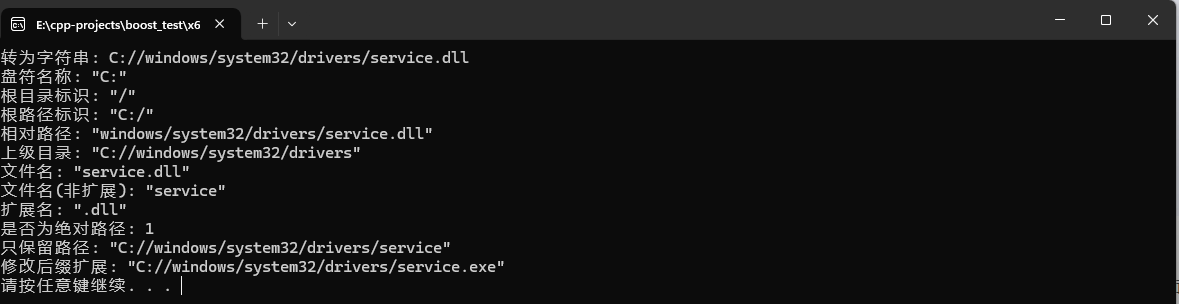 E:\cpp-projects\boost_test\x6
转为字符串: C://windows/system32/drivers/service.dll
盘符名称: "C:"
根目录标识: "/"
根路径标识: "C:/"
相对路径: "windows/system32/drivers/service.dll"
上级目录: "C://windows/system32/drivers"
文件名: "service.dll"
文件名(非扩展): "service"
扩展名: ".dll"
是否为绝对路径: 1
只保留路径: "C://windows/system32/drivers/service"
修改后缀扩展: "C://windows/system32/drivers/service.exe"
请按任意键继续. . .